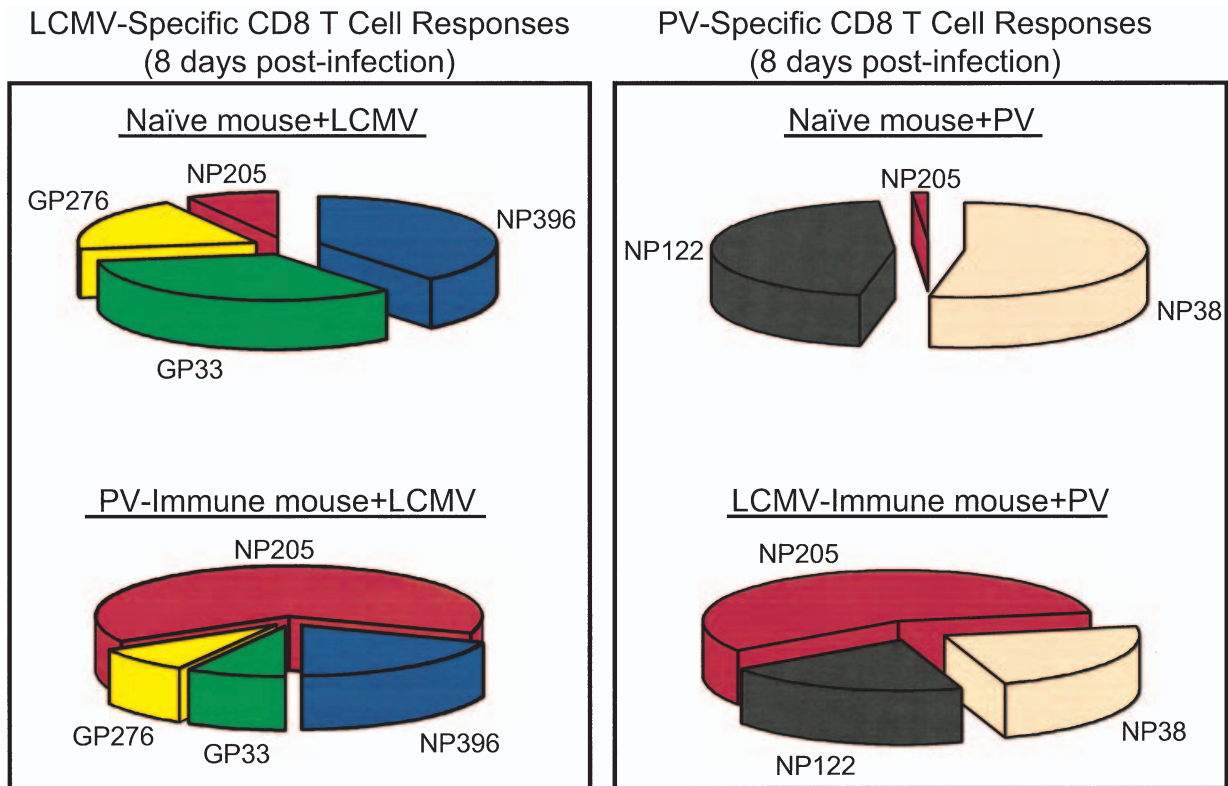 LCMV-Specific CD8 T Cell Responses
(8 days post-infection)
Naïve mouse+LCMV
NP205
GP276
NP396
GP33
PV-Immune mouse+LCMV
NP205
GP276
GP33
NP396
PV-Specific CD8 T Cell Responses
(8 days post-infection)
Naïve mouse+PV
NP205
NP122
NP38
LCMV-Immune mouse+PV
NP205
NP38
NP122